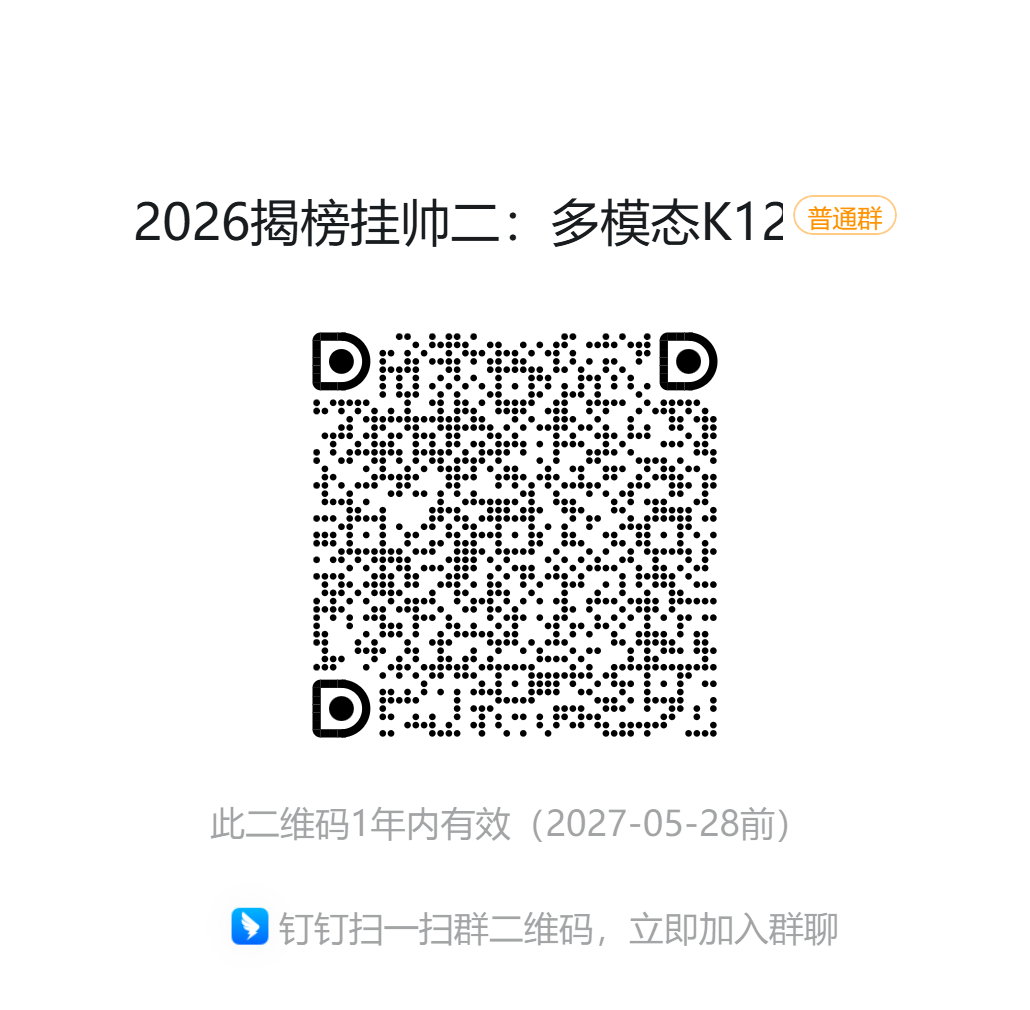 2026揭榜挂帅二：多模态K12 普通群
此二维码1年内有效（2027-05-28前）
钉钉扫一扫群二维码，立即加入群聊